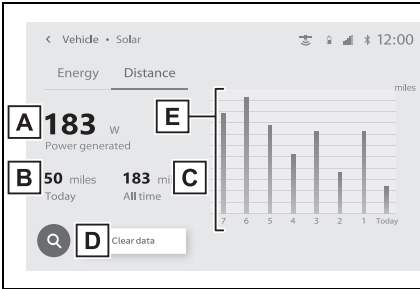 Vehicle • Solar
12:00
Energy Distance
miles
A 183 W
Power generated
E
B 50 miles 183 mi C
Today All time
D Clear data
7 6 5 4 3 2 1 Today